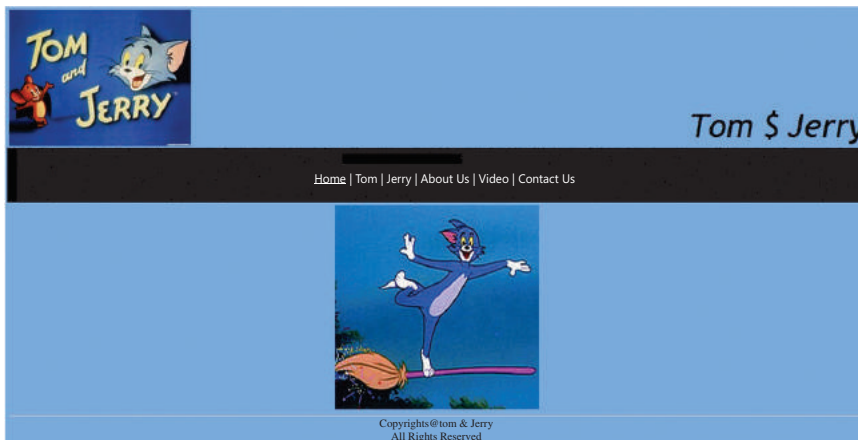 TOM
and
JERRY
Tom $ Jerry
Home | Tom | Jerry | About Us | Video | Contact Us
Copyrights@tom & Jerry
All Rights Reserved